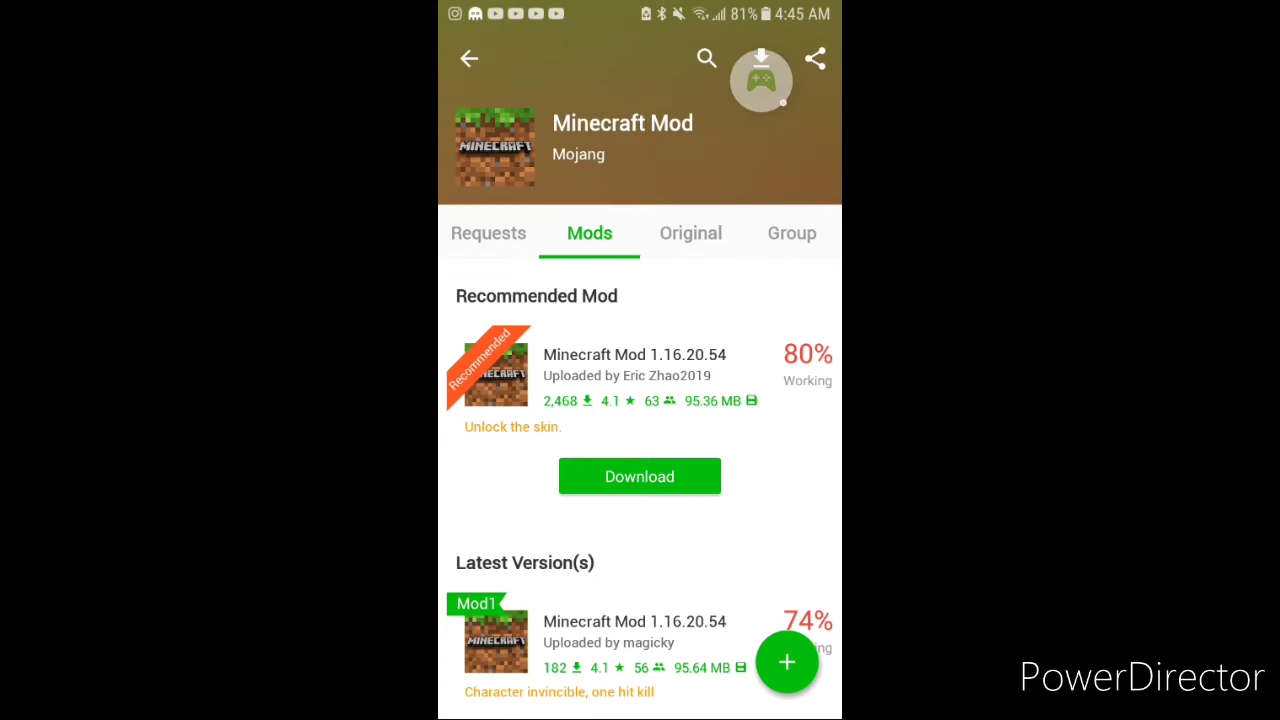 81% 4:45 AM
Minecraft Mod
Mojang
MINECRAFT
Requests Mods Original Group
Recommended Mod
Recommended
Minecraft Mod 1.16.20.54
80%
Uploaded by Eric Zhao2019
Working
2,468 4.1 63 95.36 MB
Unlock the skin.
Download
Latest Version(s)
Mod1
Minecraft Mod 1.16.20.54
74%
MINECRAFT
Uploaded by magicky
182 4.1 56 95.64 MB
Character invincible, one hit kill
PowerDirector